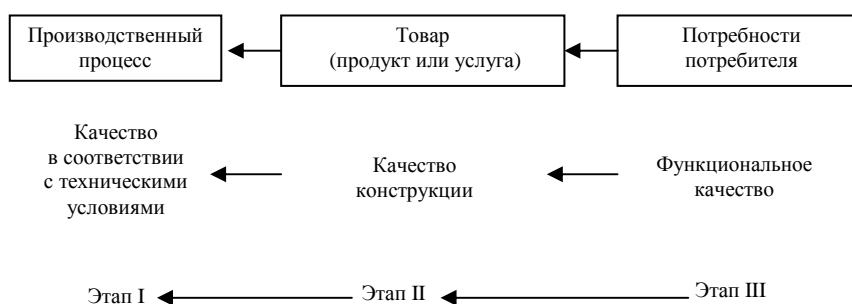 Производственный
процесс
Товар
(продукт или услуга)
Потребности
потребителя
Качество
в соответствии
с техническими
условиями
Качество
конструкции
Функциональное
качество
Этап I
Этап II
Этап III